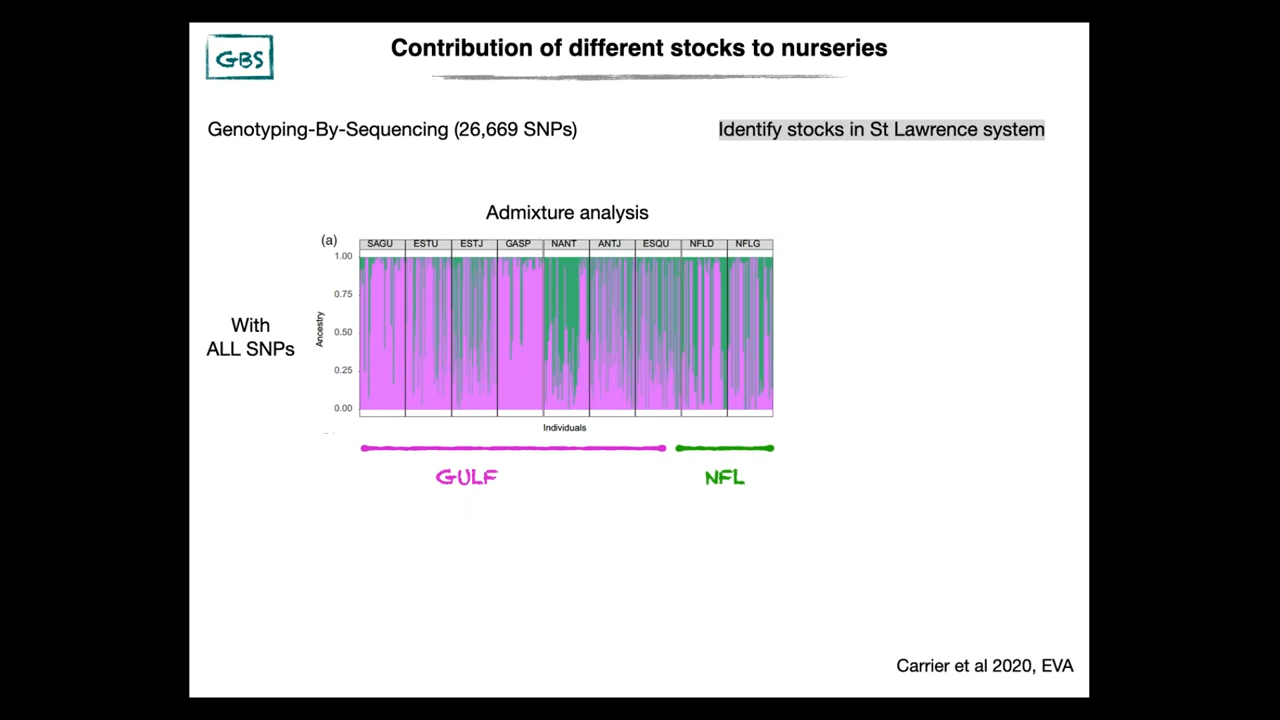 GBS
Contribution of different stocks to nurseries
Genotyping-By-Sequencing (26,669 SNPs)
Identify stocks in St Lawrence system
Admixture analysis
(a)
SAGU ESTU ESTJ GASP NANT ANTJ ESQU NFLD NFLG
1.00
0.75
0.50
0.25
0.00
Ancestry
With
ALL SNPs
Individuals
GULF
NFL
Carrier et al 2020, EVA